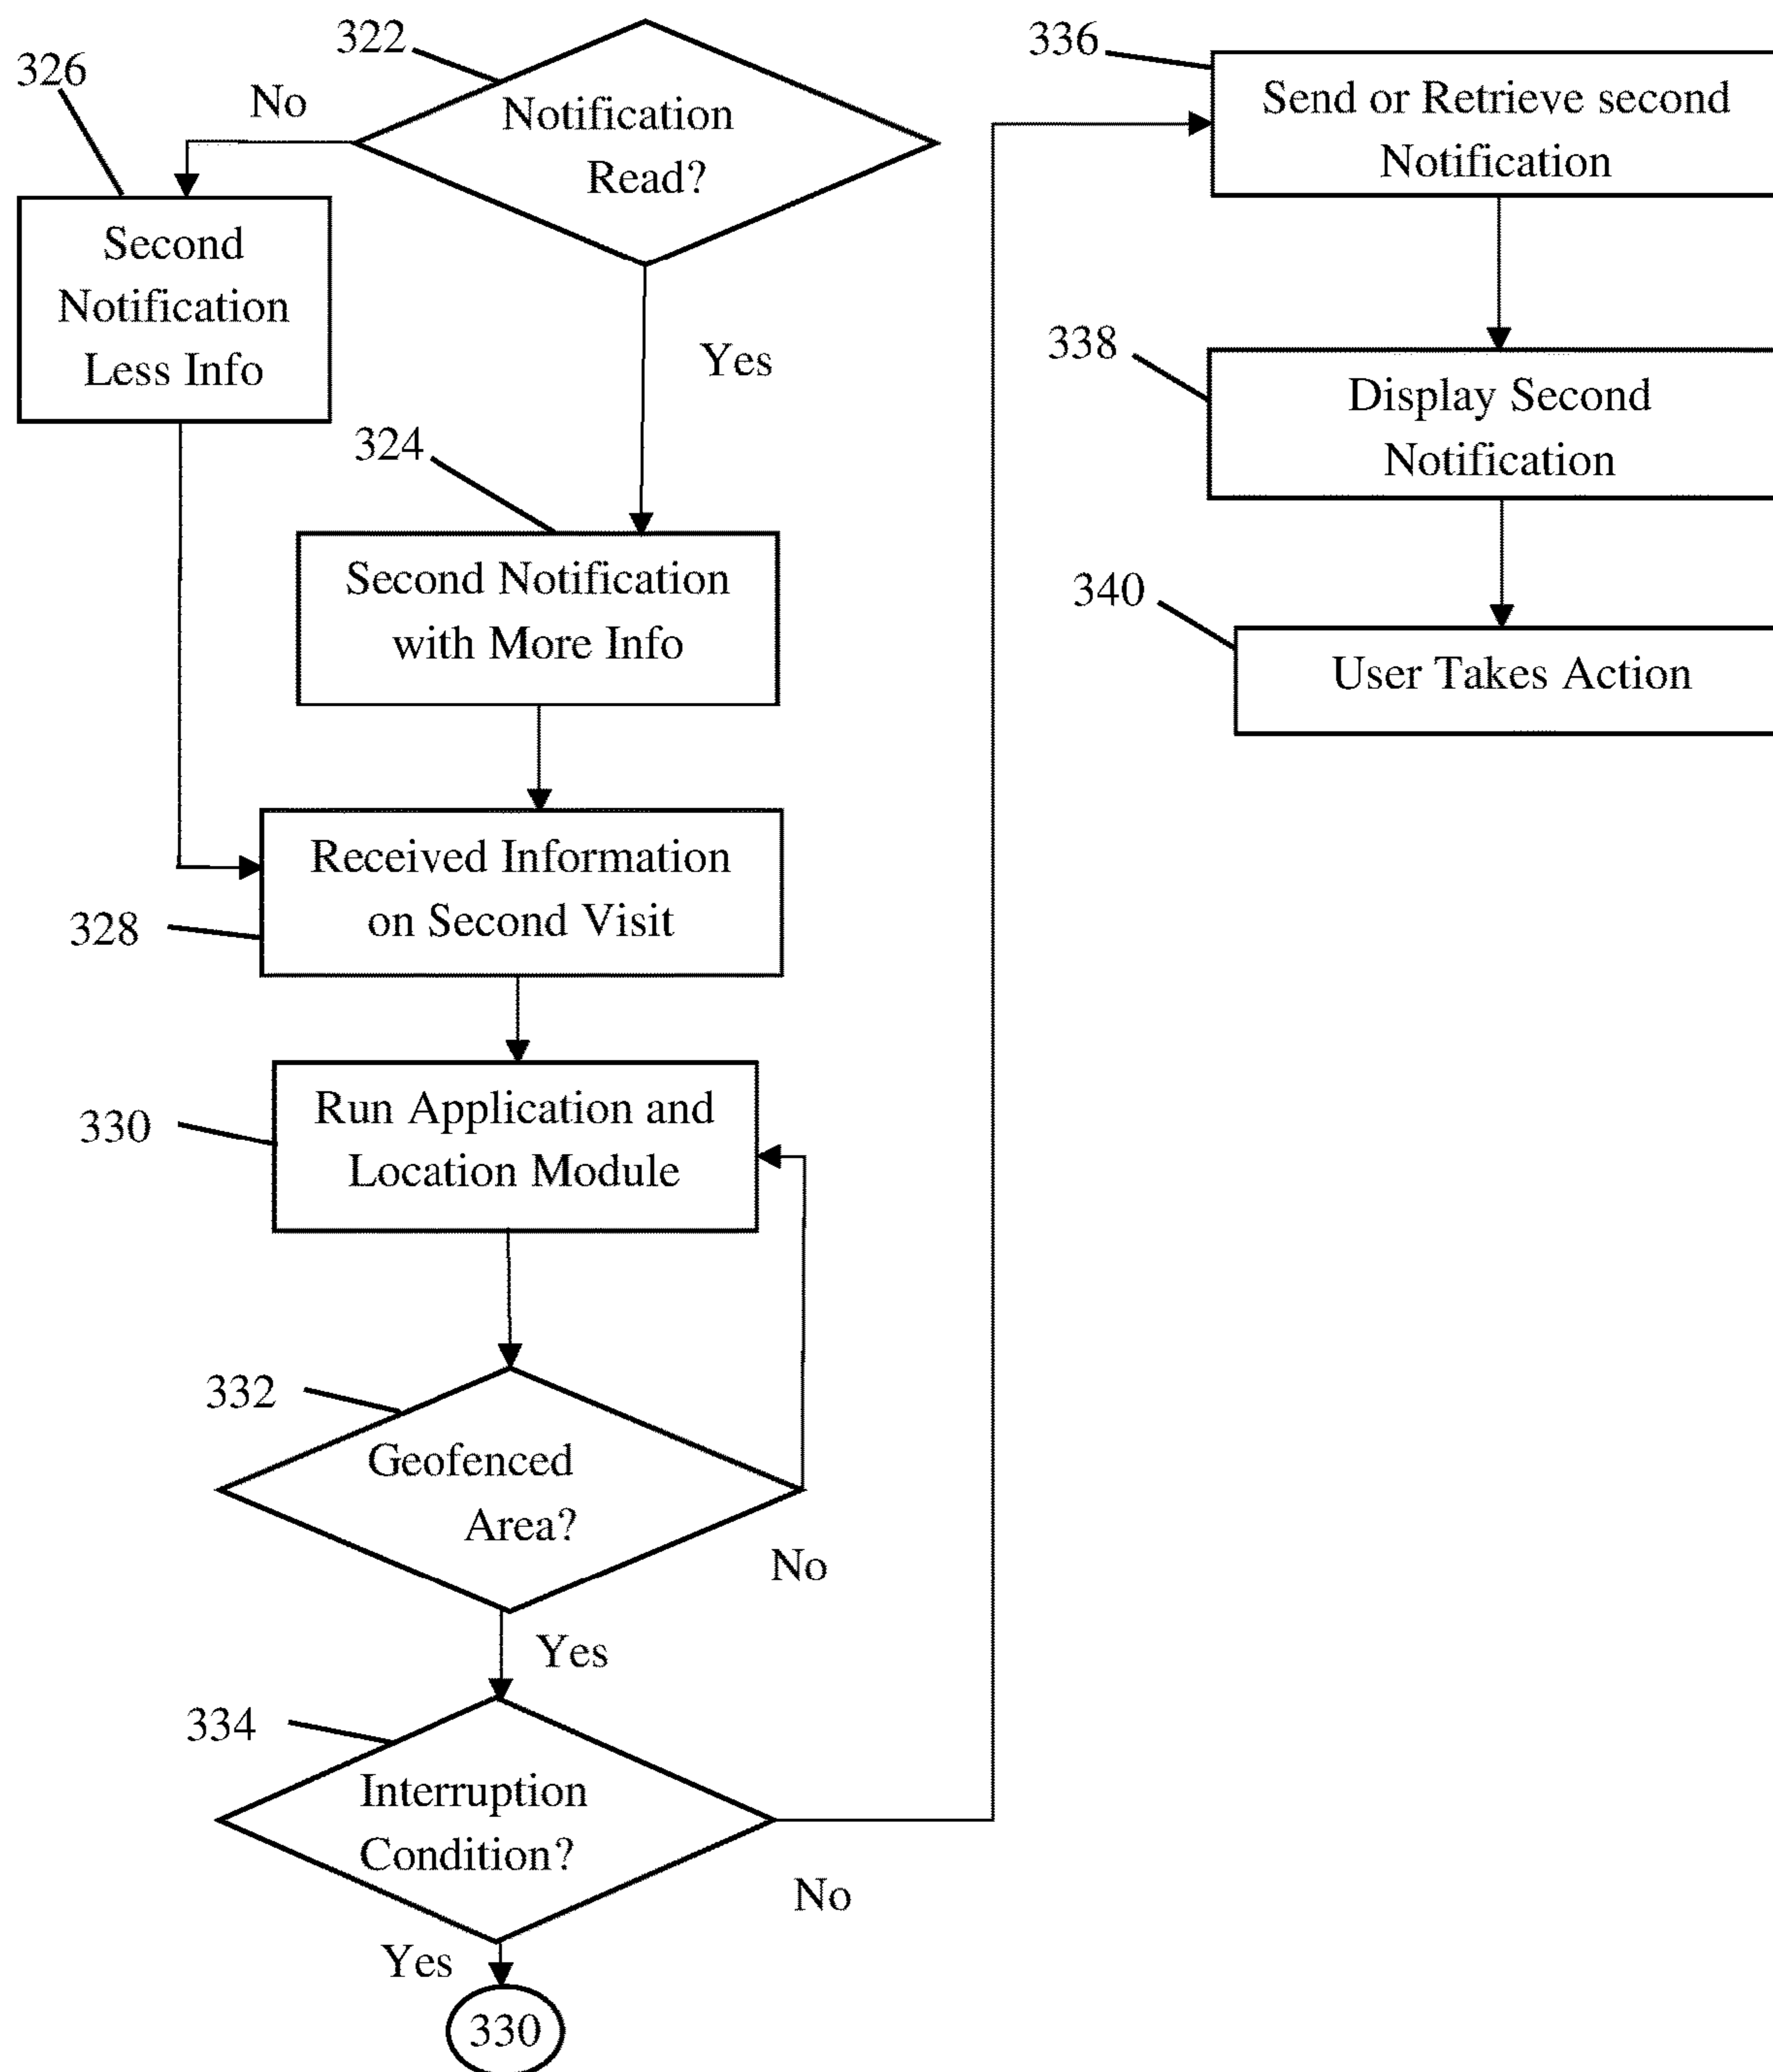 322
326
No
Notification
Read?
Second
Notification
Less Info
Yes
324
Second Notification
with More Info
Received Information
on Second Visit
328
Run Application and
Location Module
330
332
Geofenced
Area?
No
Yes
334
Interruption
Condition?
No
Yes
330
336
Send or Retrieve second
Notification
338
Display Second
Notification
340
User Takes Action